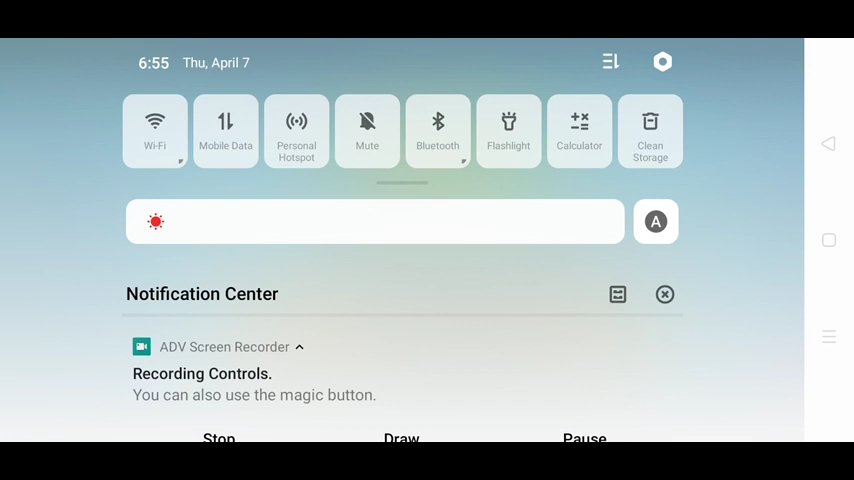 6:55 Thu, April 7
Wi-Fi Mobile Data Personal Hotspot Mute Bluetooth Flashlight Calculator Clean Storage
A
Notification Center
ADV Screen Recorder
Recording Controls.
You can also use the magic button.
Stop Draw Pause